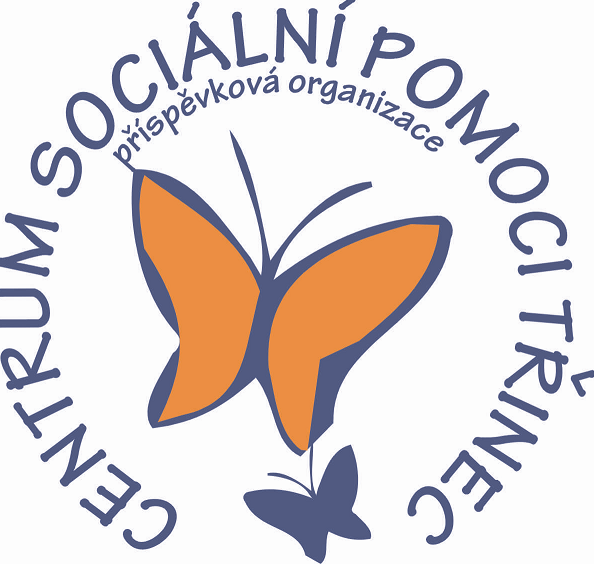 CENTRUM SOCIÁLNÍ POMOCI TŘINEC
příspěvková organizace